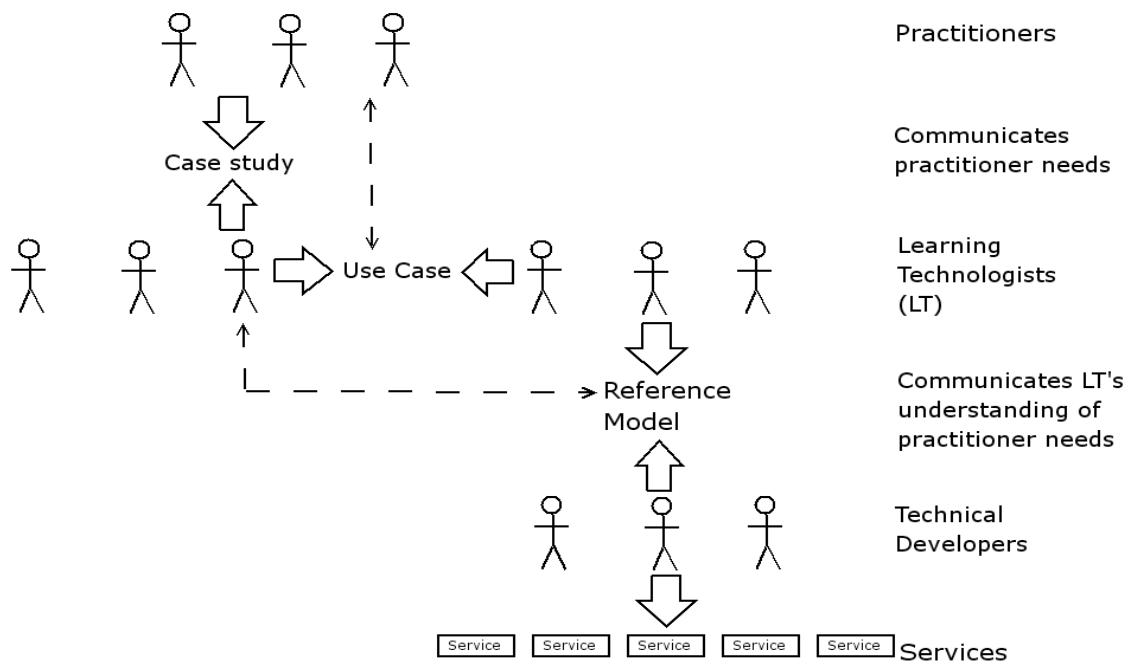 Practitioners
Communicates
practitioner needs
Case study
Learning
Technologists
(LT)
Use Case
Communicates LT's
understanding of
practitioner needs
Reference
Model
Technical
Developers
Service Service Service Service Service Services